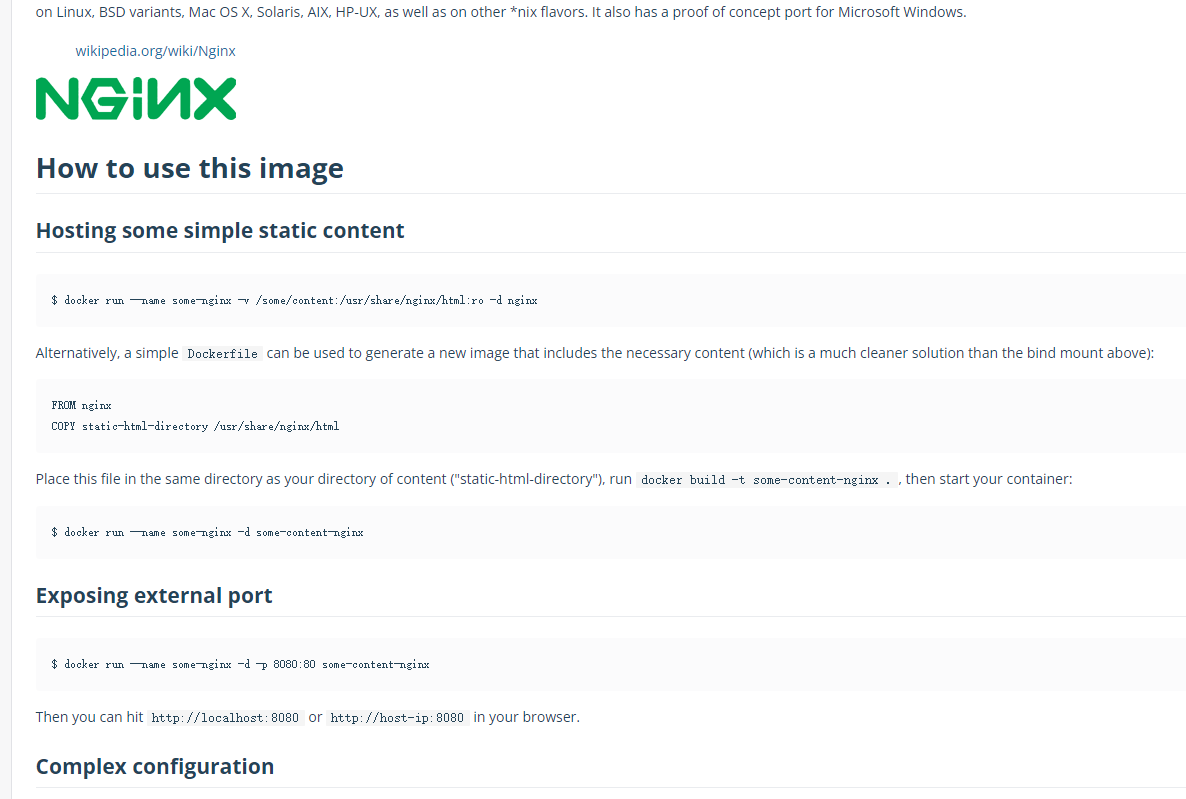 on Linux, BSD variants, Mac OS X, Solaris, AIX, HP-UX, as well as on other *nix flavors. It also has a proof of concept port for Microsoft Windows.
wikipedia.org/wiki/Nginx
NGINX
How to use this image
Hosting some simple static content
$ docker run --name some-nginx -v /some/content:/usr/share/nginx/html:ro -d nginx
Alternatively, a simple Dockerfile can be used to generate a new image that includes the necessary content (which is a much cleaner solution than the bind mount above):
FROM nginx
COPY static-html-directory /usr/share/nginx/html
Place this file in the same directory as your directory of content ("static-html-directory"), run docker build -t some-content-nginx . , then start your container:
$ docker run --name some-nginx -d some-content-nginx
Exposing external port
$ docker run --name some-nginx -d -p 8080:80 some-content-nginx
Then you can hit http://localhost:8080 or http://host-ip:8080 in your browser.
Complex configuration